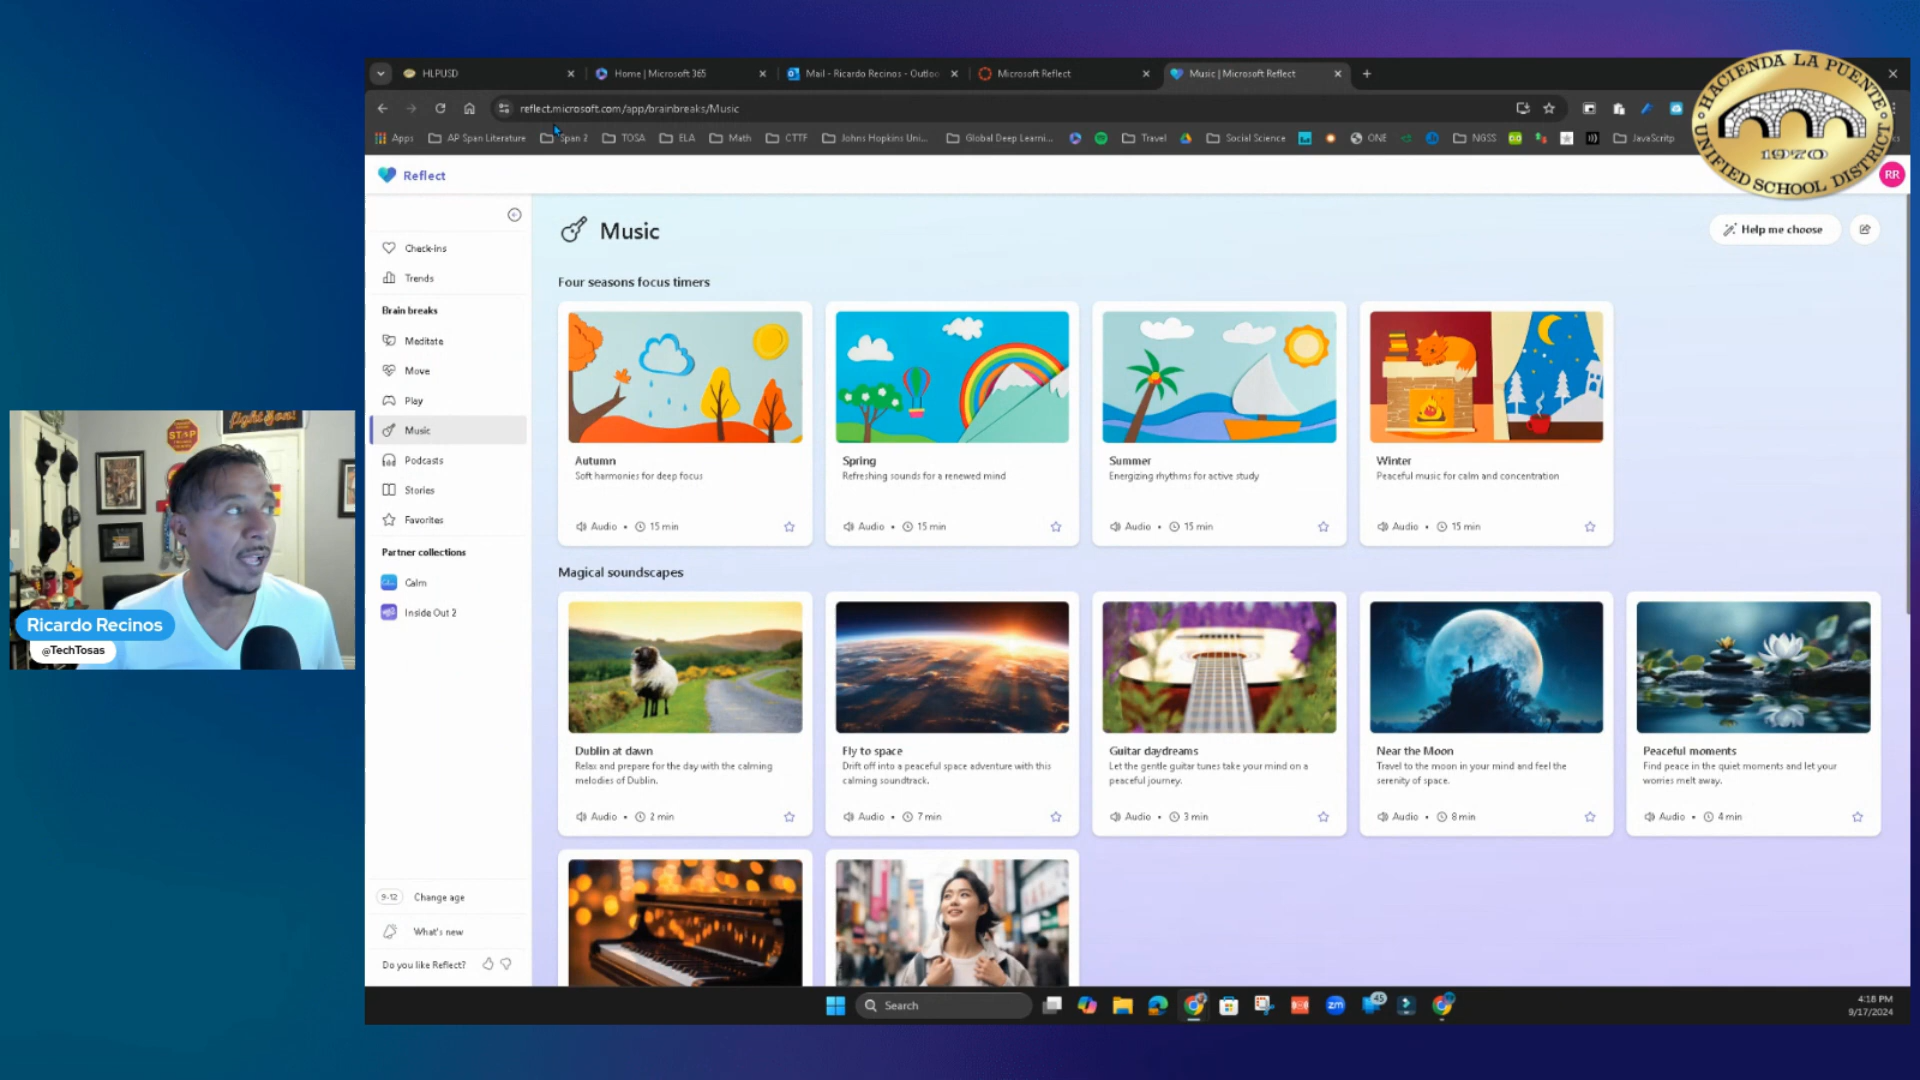 HLPUSD
Home | Microsoft 365
Mail - Ricardo Recinos - Outloo
Microsoft Reflect
Music | Microsoft Reflect
reflect.microsoft.com/app/brainbreaks/Music
Apps
AP Span Literature
Span 2
TOSA
ELA
Math
CTTF
Johns Hopkins Uni...
Global Deep Learni...
Travel
Social Science
ONE
NGSS
JavaScritp
HACIENDA LA PUENTE
1970
UNIFIED SCHOOL DISTRICT
Reflect
RR
Music
Help me choose
Check-Ins
Trends
Brain breaks
Meditate
Move
Play
Music
Podcasts
Stories
Favorites
Partner collections
Calm
Inside Out 2
9-12 Change age
What's new
Do you like Reflect?
Four seasons focus timers
Autumn
Soft harmonies for deep focus
Audio • 15 min
Spring
Refreshing sounds for a renewed mind
Audio • 15 min
Summer
Energizing rhythms for active study
Audio • 15 min
Winter
Peaceful music for calm and concentration
Audio • 15 min
Magical soundscapes
Dublin at dawn
Relax and prepare for the day with the calming
melodies of Dublin.
Audio • 2 min
Fly to space
Drift off into a peaceful space adventure with this
calming soundtrack.
Audio • 7 min
Guitar daydreams
Let the gentle guitar tunes take your mind on a
peaceful journey.
Audio • 3 min
Near the Moon
Travel to the moon in your mind and feel the
serenity of space.
Audio • 8 min
Peaceful moments
Find peace in the quiet moments and let your
worries melt away.
Audio • 4 min
STOP
Ricardo Recinos
@TechTosas
Search
zm
45
4:18 PM
9/17/2024